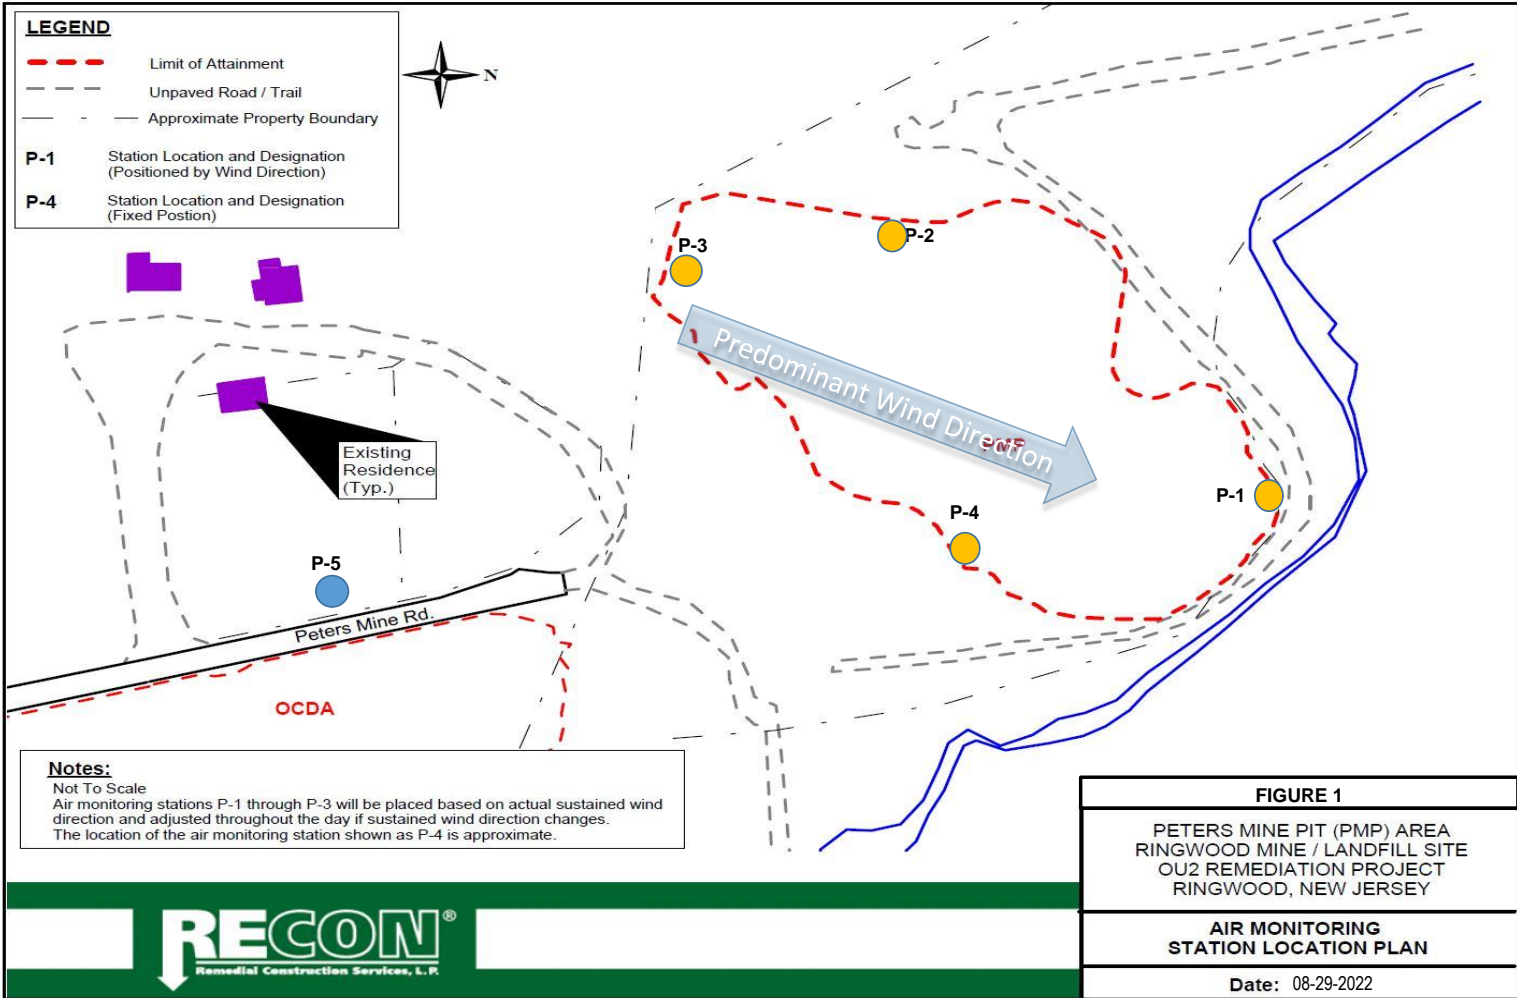 LEGEND
Limit of Attainment
Unpaved Road / Trail
Approximate Property Boundary
P-1 Station Location and Designation
(Positioned by Wind Direction)
P-4 Station Location and Designation
(Fixed Postion)
N
P-3
P-2
Predominant Wind Direction
PMP
P-1
P-4
Existing
Residence
(Typ.)
P-5
Peters Mine Rd.
OCDA
Notes:
Not To Scale
Air monitoring stations P-1 through P-3 will be placed based on actual sustained wind
direction and adjusted throughout the day if sustained wind direction changes.
The location of the air monitoring station shown as P-4 is approximate.
RECON®
Remedial Construction Services, L.P.
FIGURE 1
PETERS MINE PIT (PMP) AREA
RINGWOOD MINE / LANDFILL SITE
OU2 REMEDIATION PROJECT
RINGWOOD, NEW JERSEY
AIR MONITORING
STATION LOCATION PLAN
Date: 08-29-2022